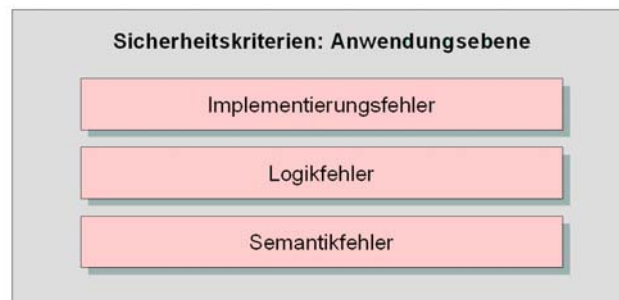 Sicherheitskriterien: Anwendungsebene
Implementierungsfehler
Logikfehler
Semantikfehler